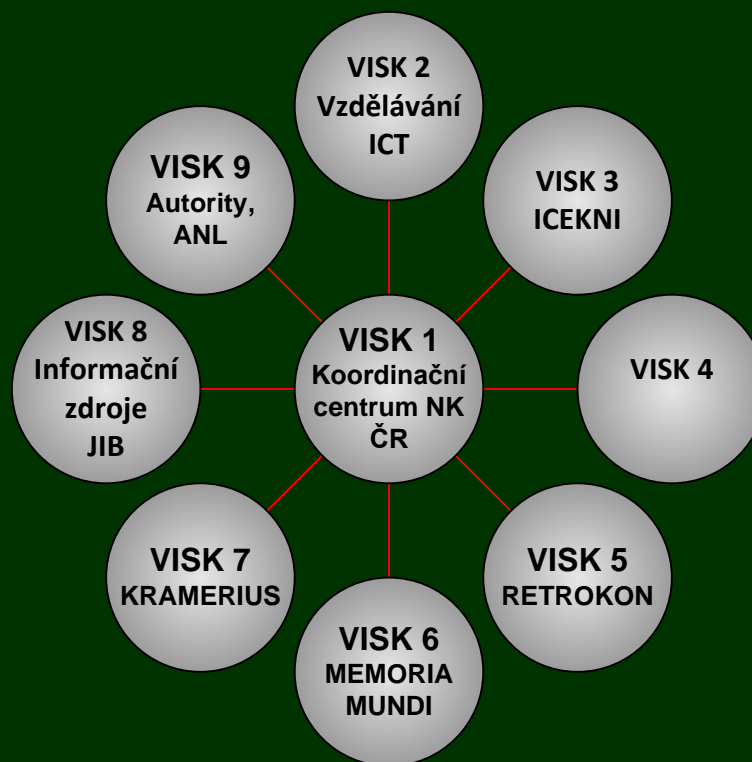 VISK 2
Vzdělávání
ICT
VISK 9
Autority,
ANL
VISK 3
ICEKNI
VISK 8
Informační
zdroje
JIB
VISK 1
Koordinační
centrum NK
ČR
VISK 4
VISK 7
KRAMERIUS
VISK 5
RETROKON
VISK 6
MEMORIA
MUNDI